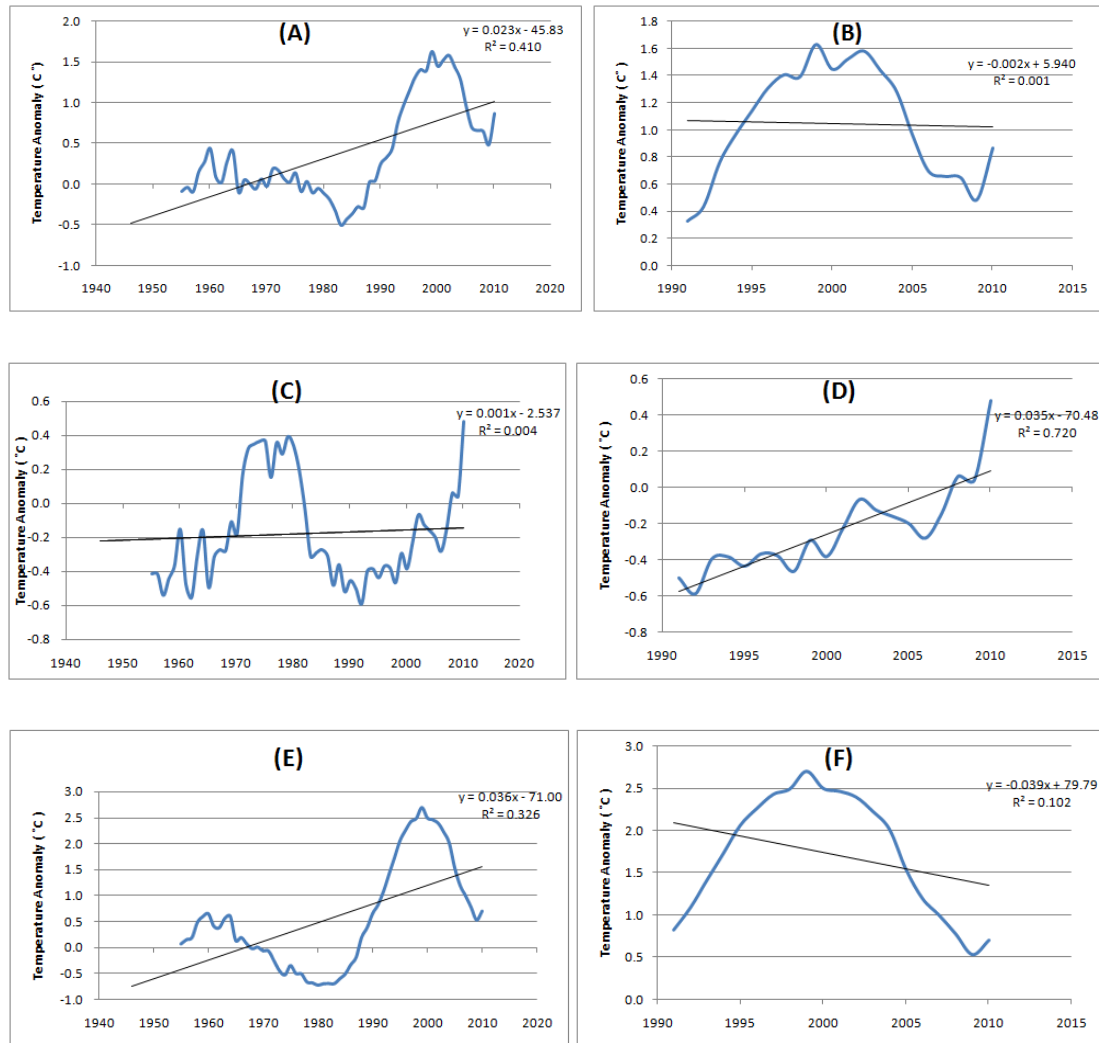 (A)
y = 0.023x - 45.83
R² = 0.410
Temperature Anomaly ( C°)
2.0
1.5
1.0
0.5
0.0
-0.5
-1.0
1940 1950 1960 1970 1980 1990 2000 2010 2020
(B)
y = -0.002x + 5.940
R² = 0.001
Temperature Anomaly ( C°)
1.8
1.6
1.4
1.2
1.0
0.8
0.6
0.4
0.2
0.0
1990 1995 2000 2005 2010 2015
(C)
y = 0.001x - 2.537
R² = 0.004
Temperature Anomaly ( °C)
0.6
0.4
0.2
0.0
-0.2
-0.4
-0.6
-0.8
1940 1950 1960 1970 1980 1990 2000 2010 2020
(D)
y = 0.035x - 70.48
R² = 0.720
Temperature Anomaly ( °C)
0.6
0.4
0.2
0.0
-0.2
-0.4
-0.6
-0.8
1990 1995 2000 2005 2010 2015
(E)
y = 0.036x - 71.00
R² = 0.326
Temperature Anomaly ( °C)
3.0
2.5
2.0
1.5
1.0
0.5
0.0
-0.5
-1.0
1940 1950 1960 1970 1980 1990 2000 2010 2020
(F)
y = -0.039x + 79.79
R² = 0.102
Temperature Anomaly ( °C)
3.0
2.5
2.0
1.5
1.0
0.5
0.0
1990 1995 2000 2005 2010 2015